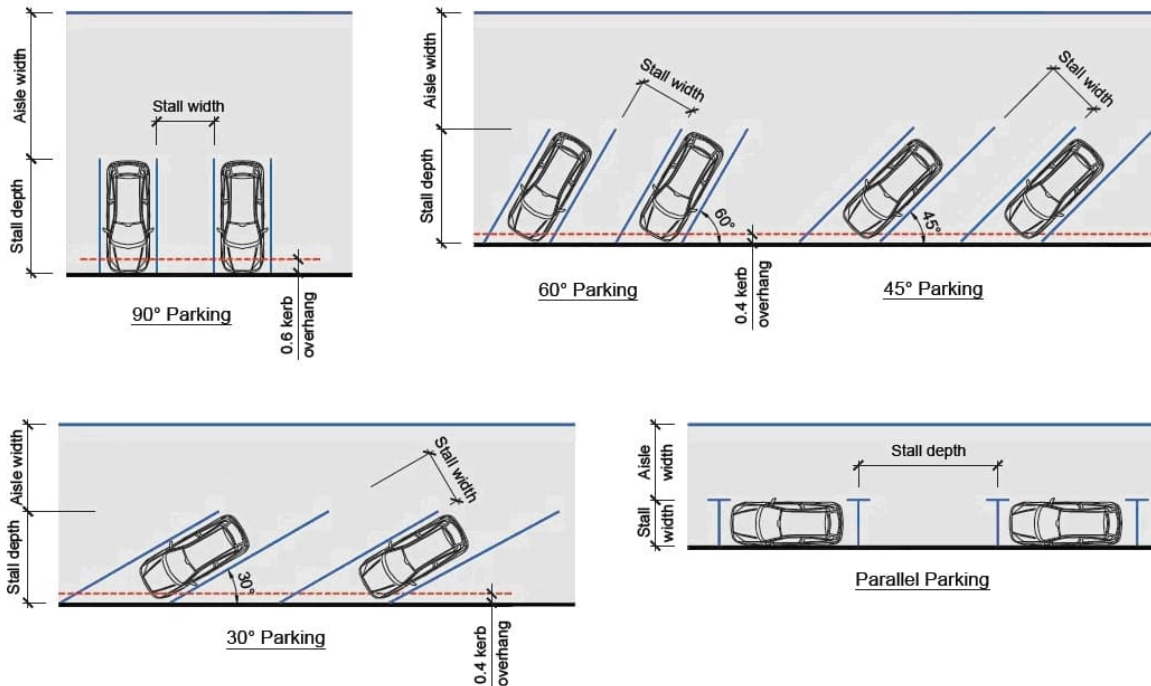 Aisle width
Stall depth
Stall width
0.6 kerb
overhang
90° Parking
Aisle width
Stall depth
Stall width
60°
Stall width
45°
0.4 kerb
overhang
60° Parking
45° Parking
Aisle width
Stall depth
Stall width
30°
0.4 kerb
overhang
30° Parking
Aisle
width
Stall
width
Stall depth
Parallel Parking